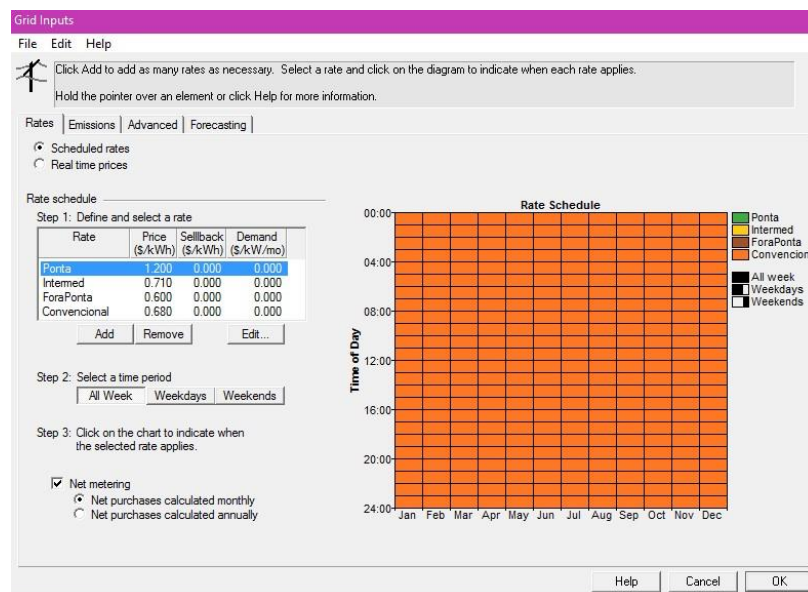 Grid Inputs
File Edit Help
Click Add to add as many rates as necessary. Select a rate and click on the diagram to indicate when each rate applies.
Hold the pointer over an element or click Help for more information.
Rates Emissions Advanced Forecasting
Scheduled rates
Real time prices
Rate schedule
Step 1: Define and select a rate
Rate Price Sellback Demand
($/kWh) ($/kWh) ($/kW/mo)
Ponta 1.200 0.000 0.000
Intermed 0.710 0.000 0.000
ForaPonta 0.600 0.000 0.000
Convencional 0.680 0.000 0.000
Add Remove Edit...
Step 2: Select a time period
All Week Weekdays Weekends
Step 3: Click on the chart to indicate when
the selected rate applies.
Net metering
Net purchases calculated monthly
Net purchases calculated annually
Rate Schedule
Time of Day
00:00
04:00
08:00
12:00
16:00
20:00
24:00
Jan Feb Mar Apr May Jun Jul Aug Sep Oct Nov Dec
Ponta
Intermed
ForaPonta
Convencion
All week
Weekdays
Weekends
Help Cancel OK